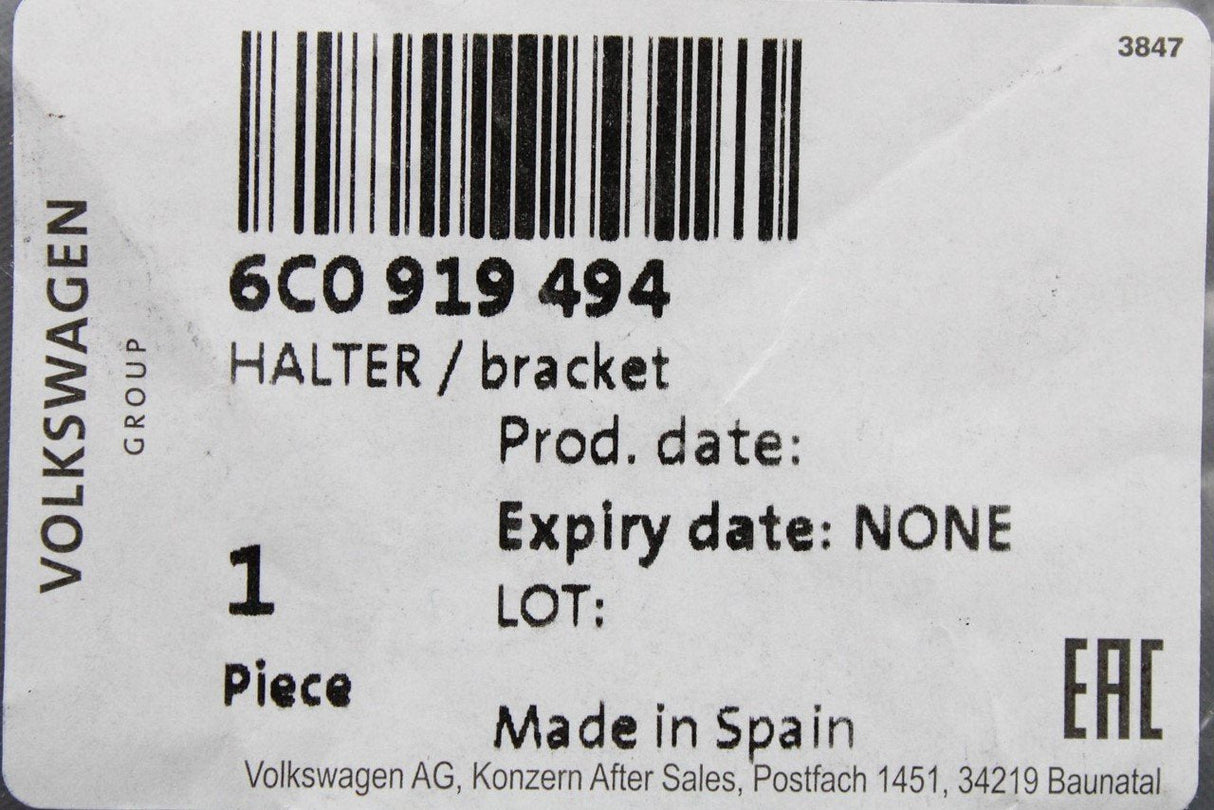 3847
VOLKSWAGEN
GROUP
6C0 919 494
HALTER / bracket
Prod. date:
Expiry date: NONE
1
LOT:
Piece
EAC
Made in Spain
Volkswagen AG, Konzern After Sales, Postfach 1451, 34219 Baunatal